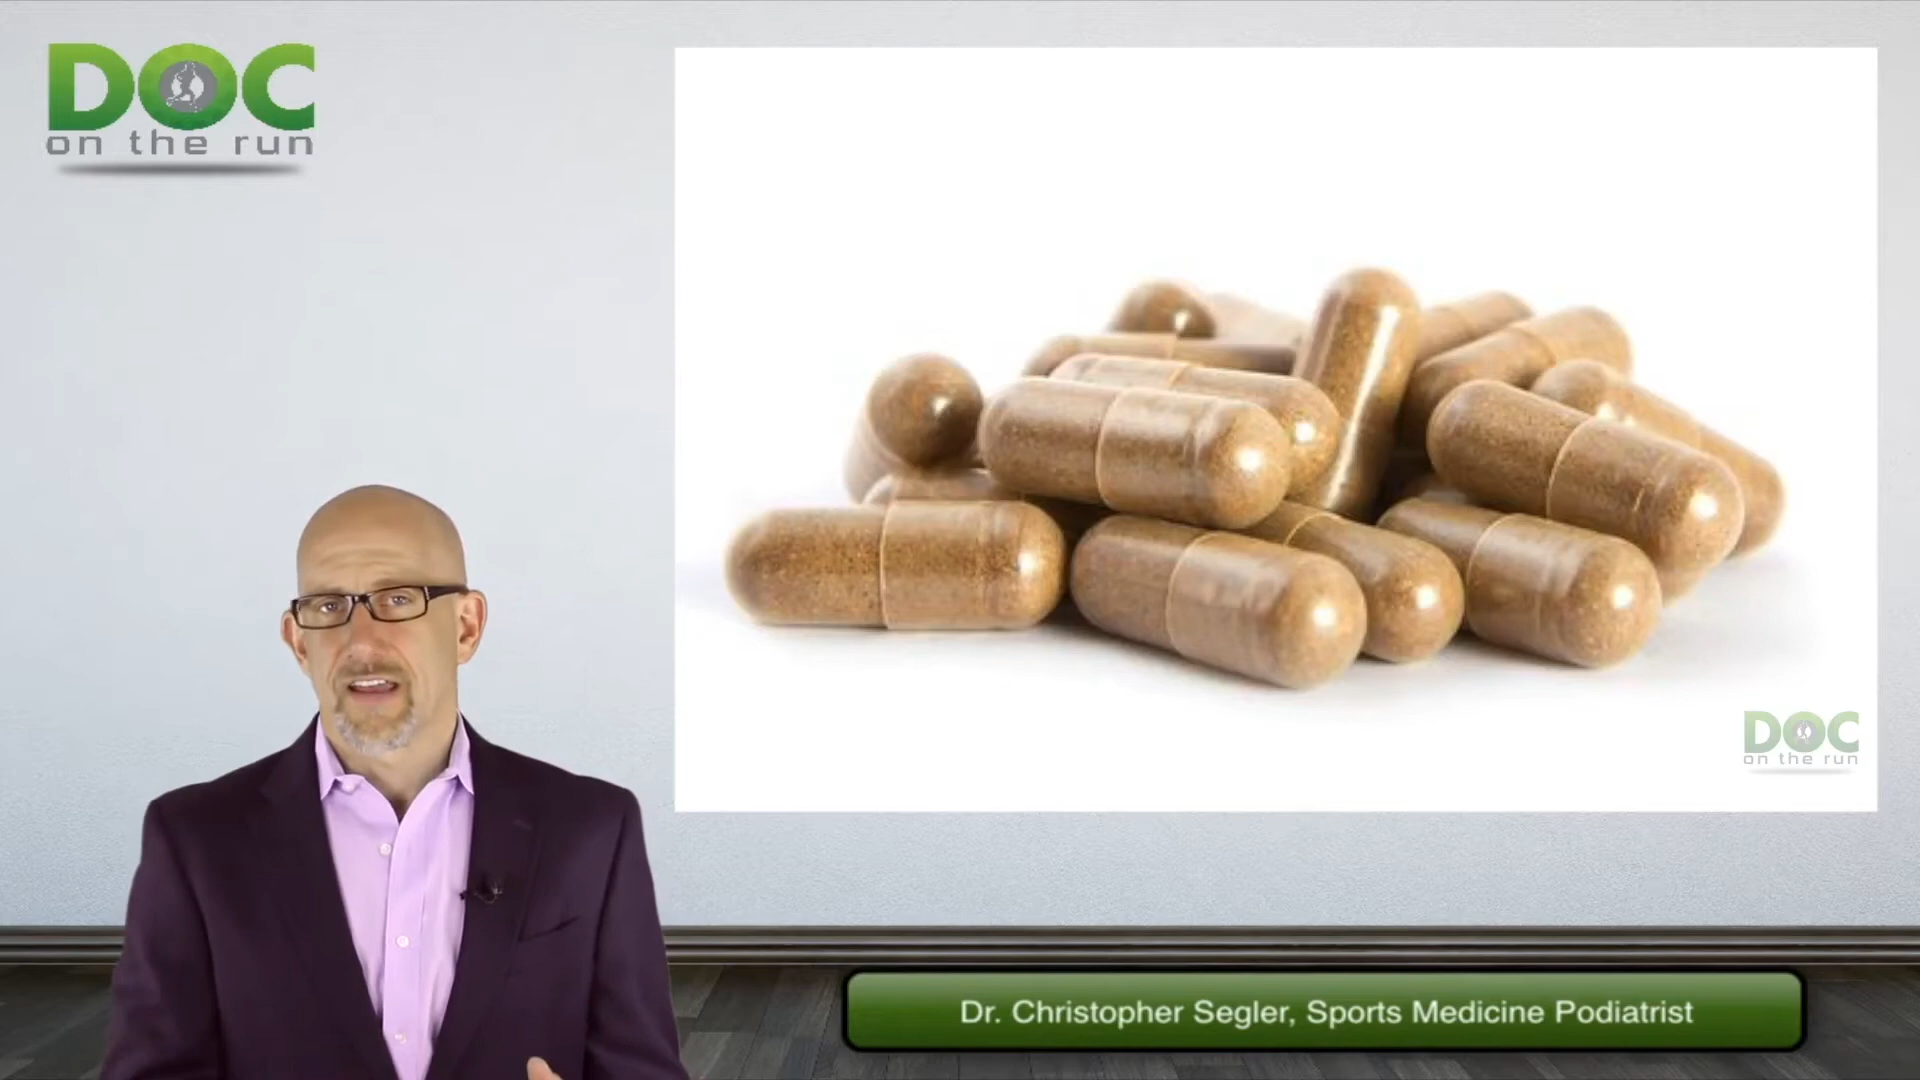 DOC
on the run
DOC
on the run
Dr. Christopher Segler, Sports Medicine Podiatrist